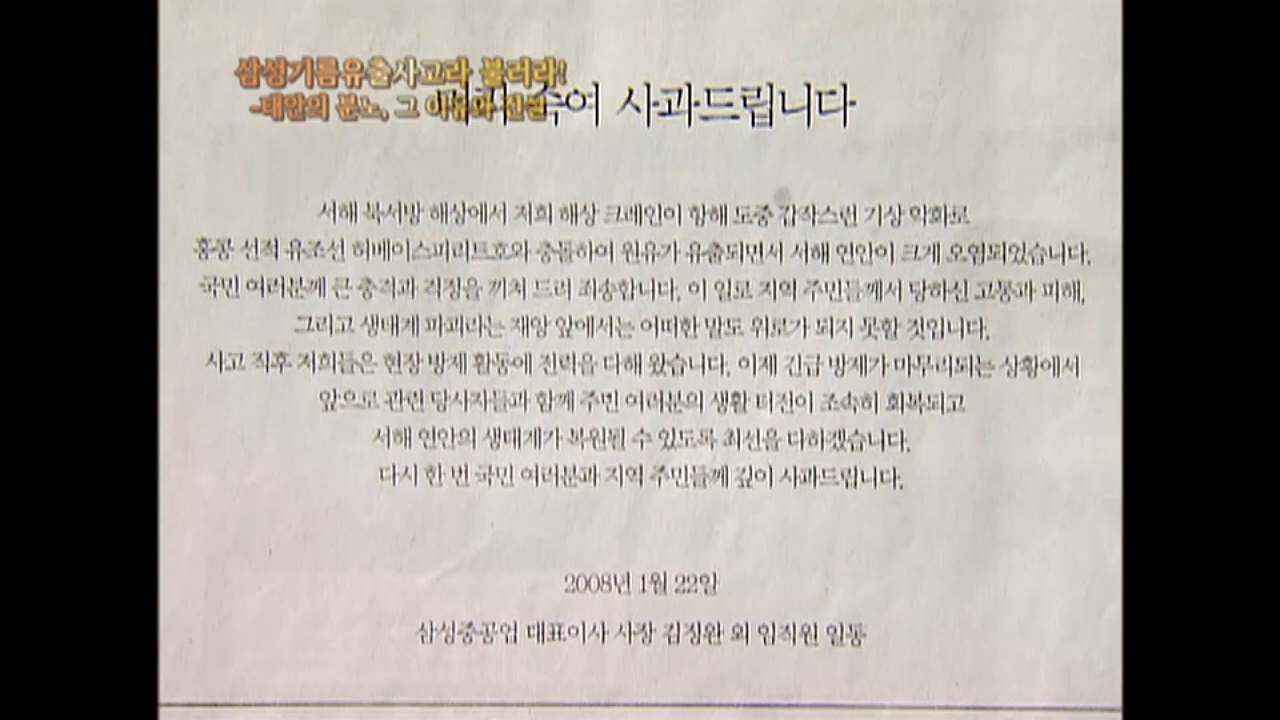 삼성기름유출사고라 불러라!
-태안의 분노, 그 이유와 진실
머리 숙여 사과드립니다
서해 북서방 해상에서 저희 해상 크레인이 항해 도중 갑작스런 기상 악화로
홍콩 선적 유조선 허베이스피리트호와 충돌하여 원유가 유출되면서 서해 연안이 크게 오염되었습니다.
국민 여러분께 큰 충격과 걱정을 끼쳐 드려 죄송합니다. 이 일로 지역 주민들께서 당하신 고통과 피해,
그리고 생태계 파괴라는 재앙 앞에서는 어떠한 말도 위로가 되지 못할 것입니다.
사고 직후 저희들은 현장 방제 활동에 전력을 다해 왔습니다. 이제 긴급 방제가 마무리되는 상황에서
앞으로 관련 당사자들과 함께 주민 여러분의 생활 터전이 조속히 회복되고
서해 연안의 생태계가 복원될 수 있도록 최선을 다하겠습니다.
다시 한 번 국민 여러분과 지역 주민들께 깊이 사과드립니다.
2008년 1월 22일
삼성중공업 대표이사 사장 김징완 외 임직원 일동